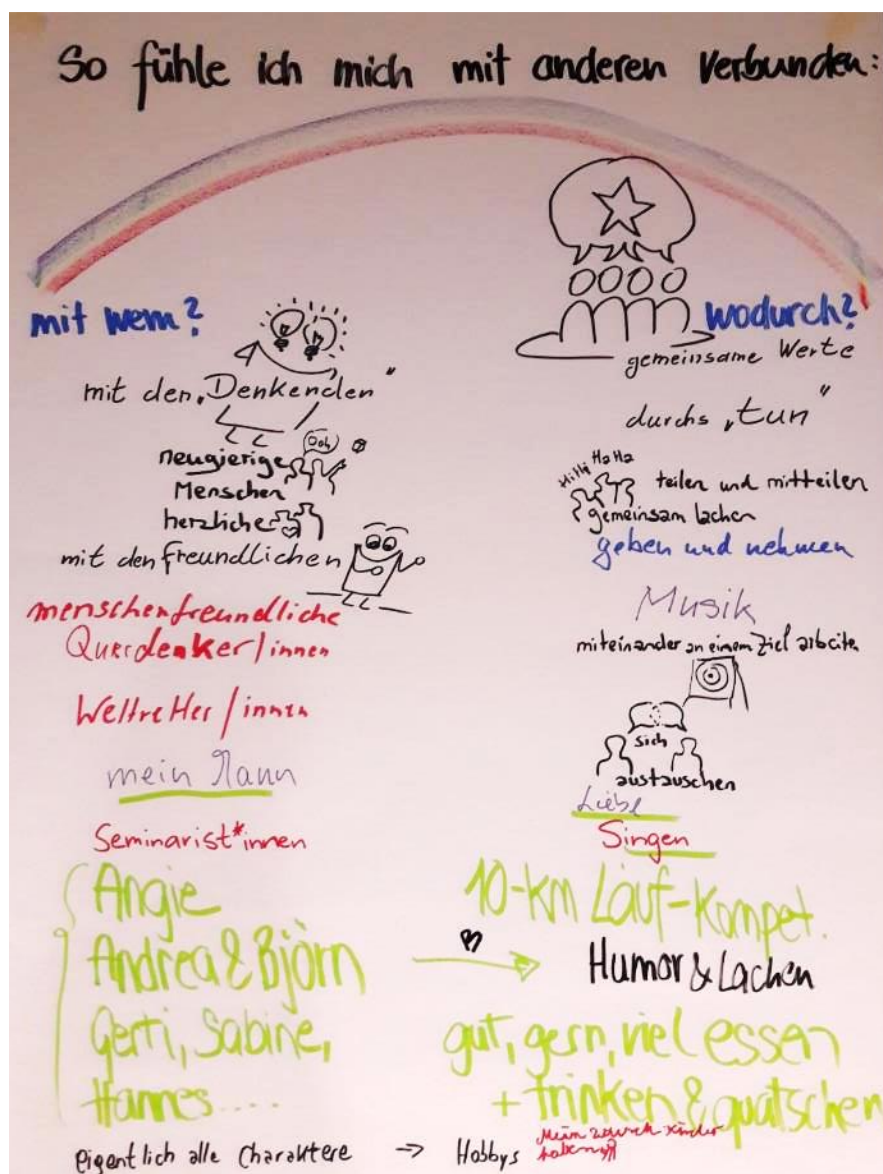 So fühle ich mich mit anderen verbunden:
mit wem?
mit den „Denkenden"
neugierige
Ooh
Menschen
herzliche
mit den freundlichen
menschenfreundliche
Querdenker/innen
Weltretter/innen
mein Mann
Seminarist*innen
Angie
Andrea & Björn
Gerti, Sabine,
Hannes....
eigentlich alle Charaktere → Hobbys
wodurch?
gemeinsame Werte
durchs „tun"
HiHi HaHa
teilen und mitteilen
gemeinsam lachen
geben und nehmen
Musik
miteinander an einem Ziel arbeiten
sich
austauschen
Liebe
Singen
10-km Lauf-Kompet.
Humor & Lachen
gut, gern, viel essen
+ trinken & quatschen